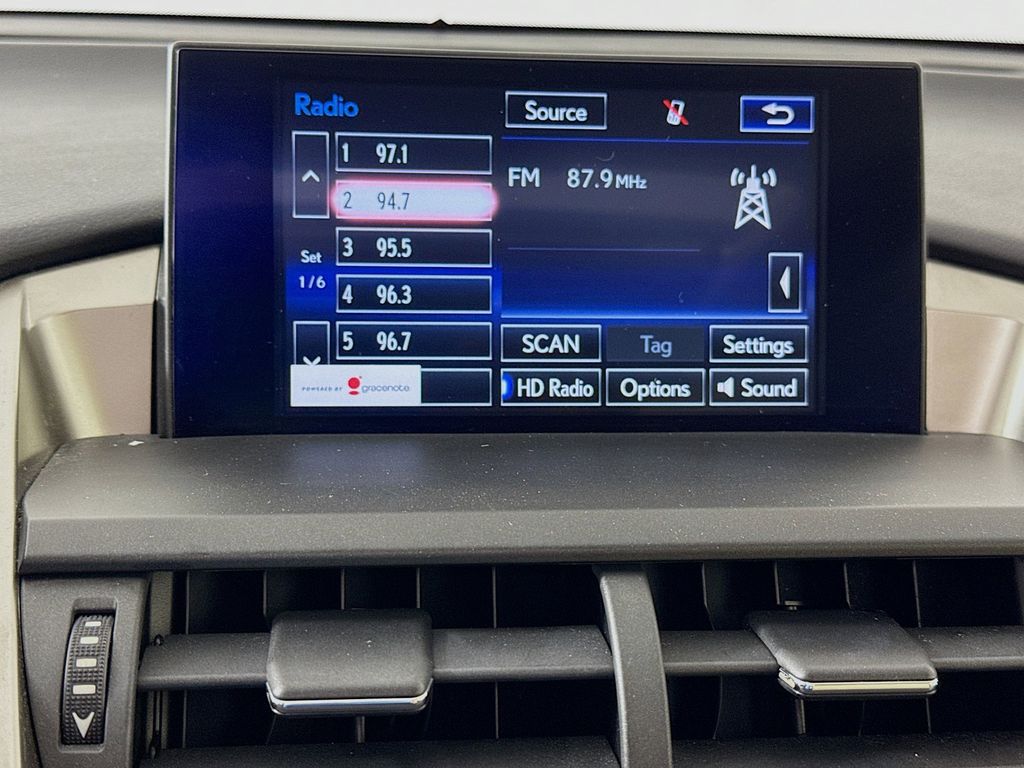 Radio
Source
1 97.1
2 94.7
3 95.5
4 96.3
5 96.7
Set
1/6
FM 87.9 MHz
SCAN
Tag
Settings
HD Radio
Options
Sound
POWERED BY gracenote